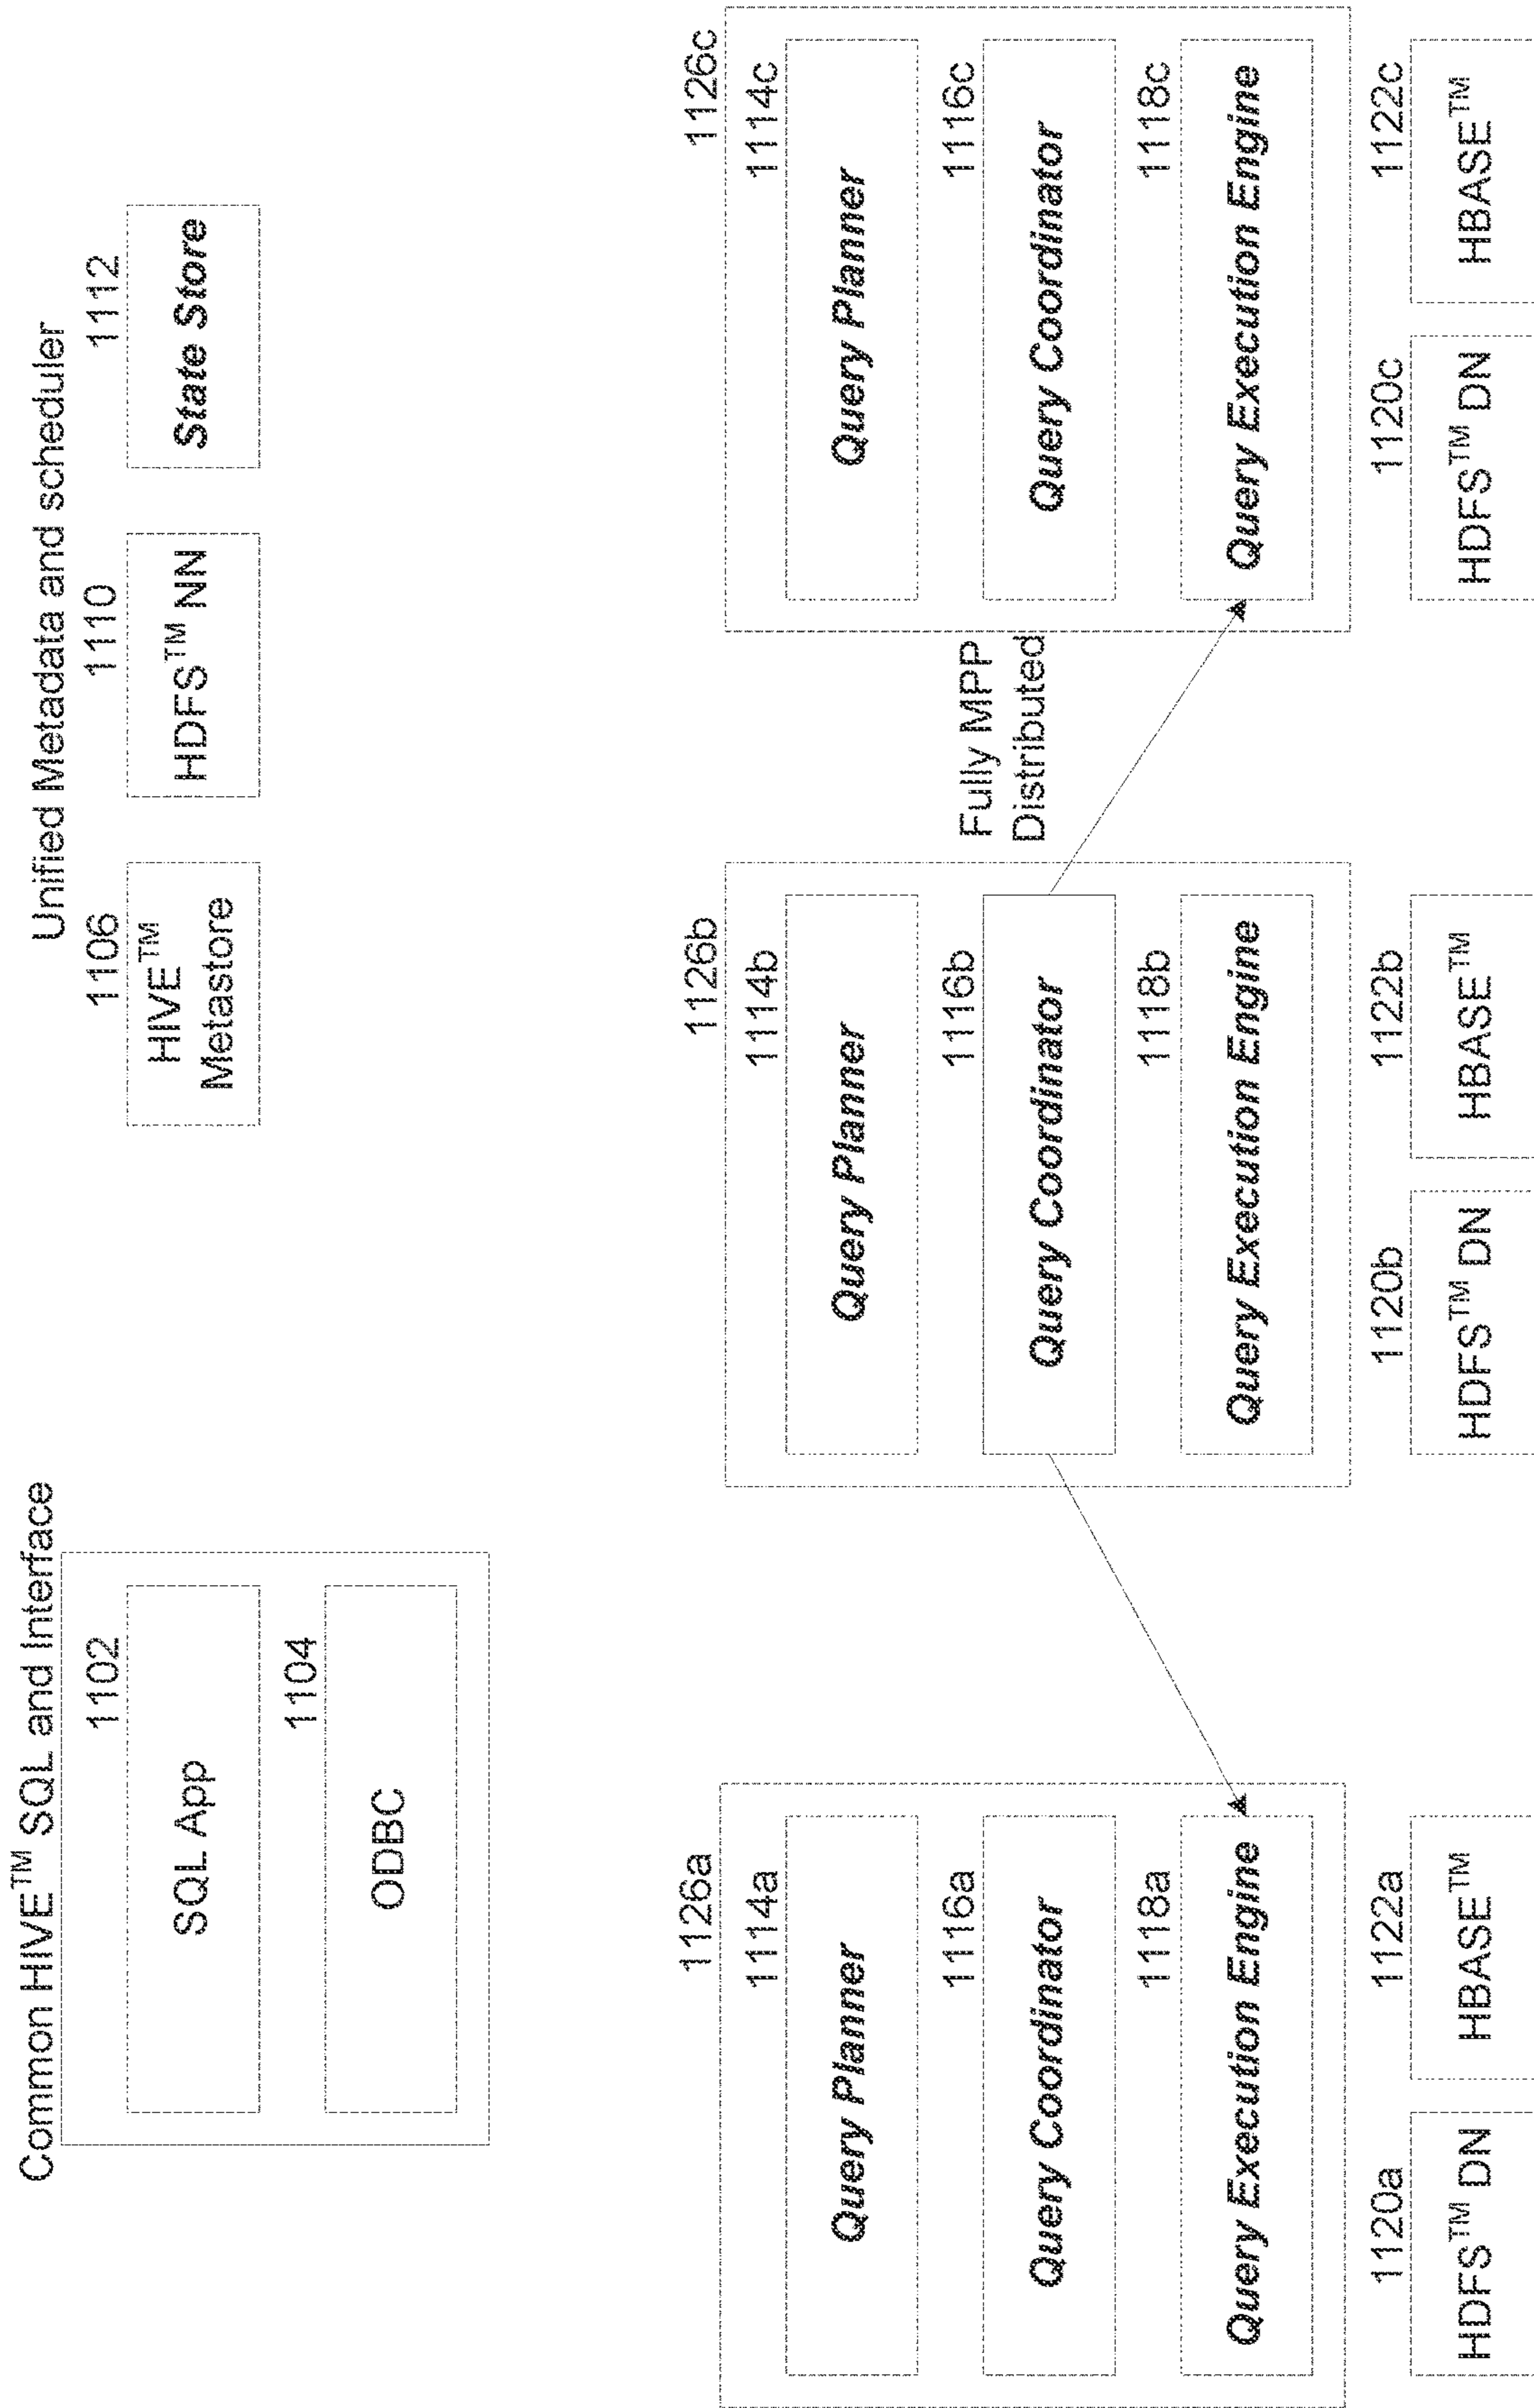 Common HIVE™ SQL and Interface
1102
SQL App
1104
ODBC
Unified Metadata and scheduler
1106
HIVE™
Metastore
1110
HDFS™ NN
1112
State Store
1126a
1114a
Query Planner
1116a
Query Coordinator
1118a
Query Execution Engine
1120a
HDFS™ DN
1122a
HBASE™
1126b
1114b
Query Planner
1116b
Query Coordinator
1118b
Query Execution Engine
1120b
HDFS™ DN
1122b
HBASE™
Fully MPP
Distributed
1126c
1114c
Query Planner
1116c
Query Coordinator
1118c
Query Execution Engine
1120c
HDFS™ DN
1122c
HBASE™